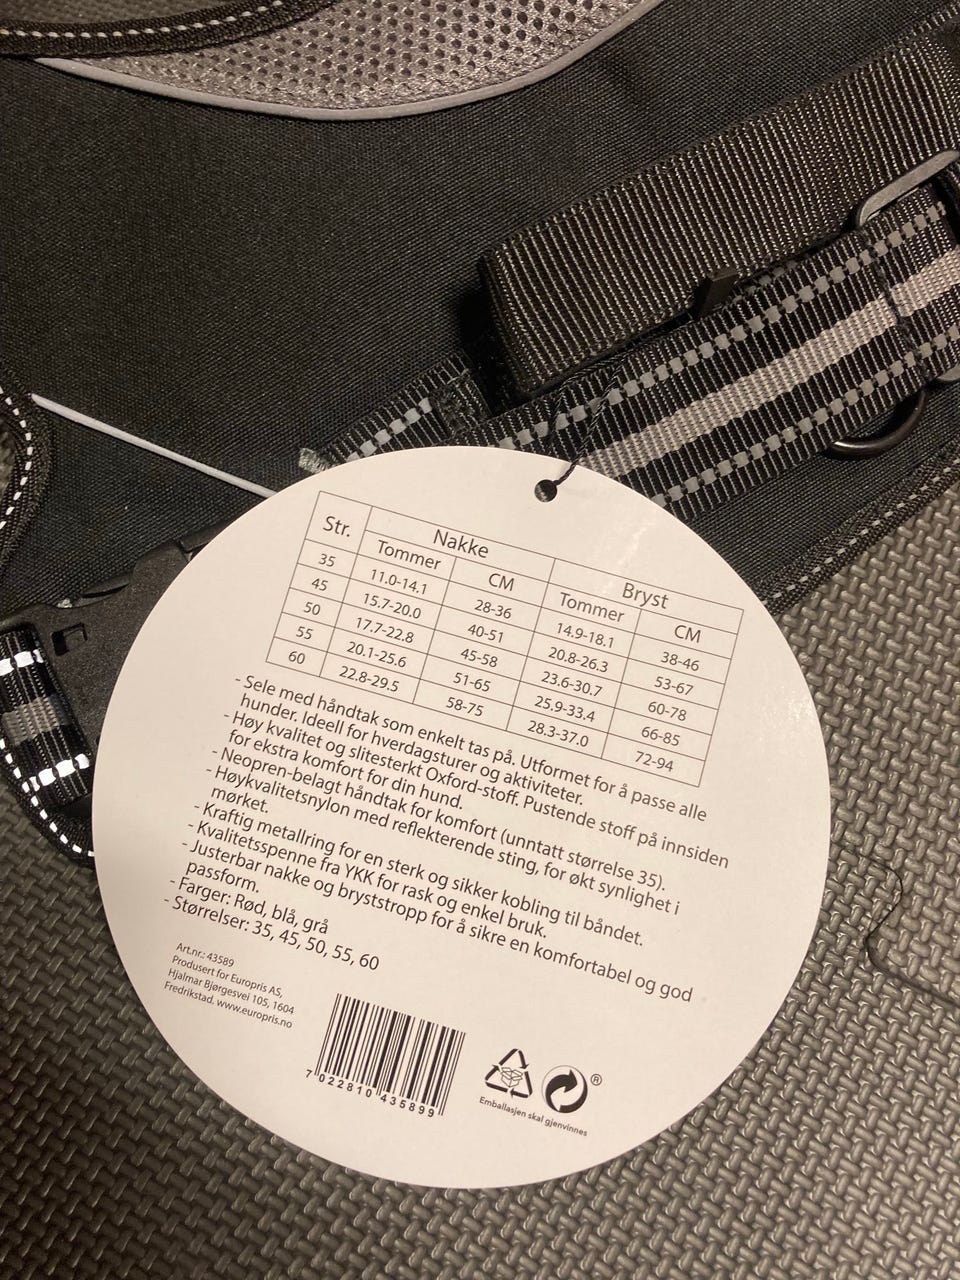 Str. Nakke Bryst
Tommer CM Tommer CM
35 11.0-14.1 28-36 14.9-18.1 38-46
45 15.7-20.0 40-51 20.8-26.3 53-67
50 17.7-22.8 45-58 23.6-30.7 60-78
55 20.1-25.6 51-65 25.9-33.4 66-85
60 22.8-29.5 58-75 28.3-37.0 72-94
- Sele med håndtak som enkelt tas på. Utformet for å passe alle
hunder. Ideell for hverdagsturer og aktiviteter.
- Høy kvalitet og slitesterkt Oxford-stoff. Pustende stoff på innsiden
for ekstra komfort for din hund.
- Neopren-belagt håndtak for komfort (unntatt størrelse 35).
- Høykvalitetsnylon med reflekterende sting, for økt synlighet i
mørket.
- Kraftig metallring for en sterk og sikker kobling til båndet.
- Kvalitetsspenne fra YKK for rask og enkel bruk.
- Justerbar nakke og bryststropp for å sikre en komfortabel og god
passform.
- Farger: Rød, blå, grå
- Størrelser: 35, 45, 50, 55, 60
Art.nr.: 43589
Produsert for Europris AS,
Hjalmar Bjørgesvei 105, 1604
Fredrikstad. www.europris.no
7 022810 435899
®
Emballasjen skal gjenvinnes